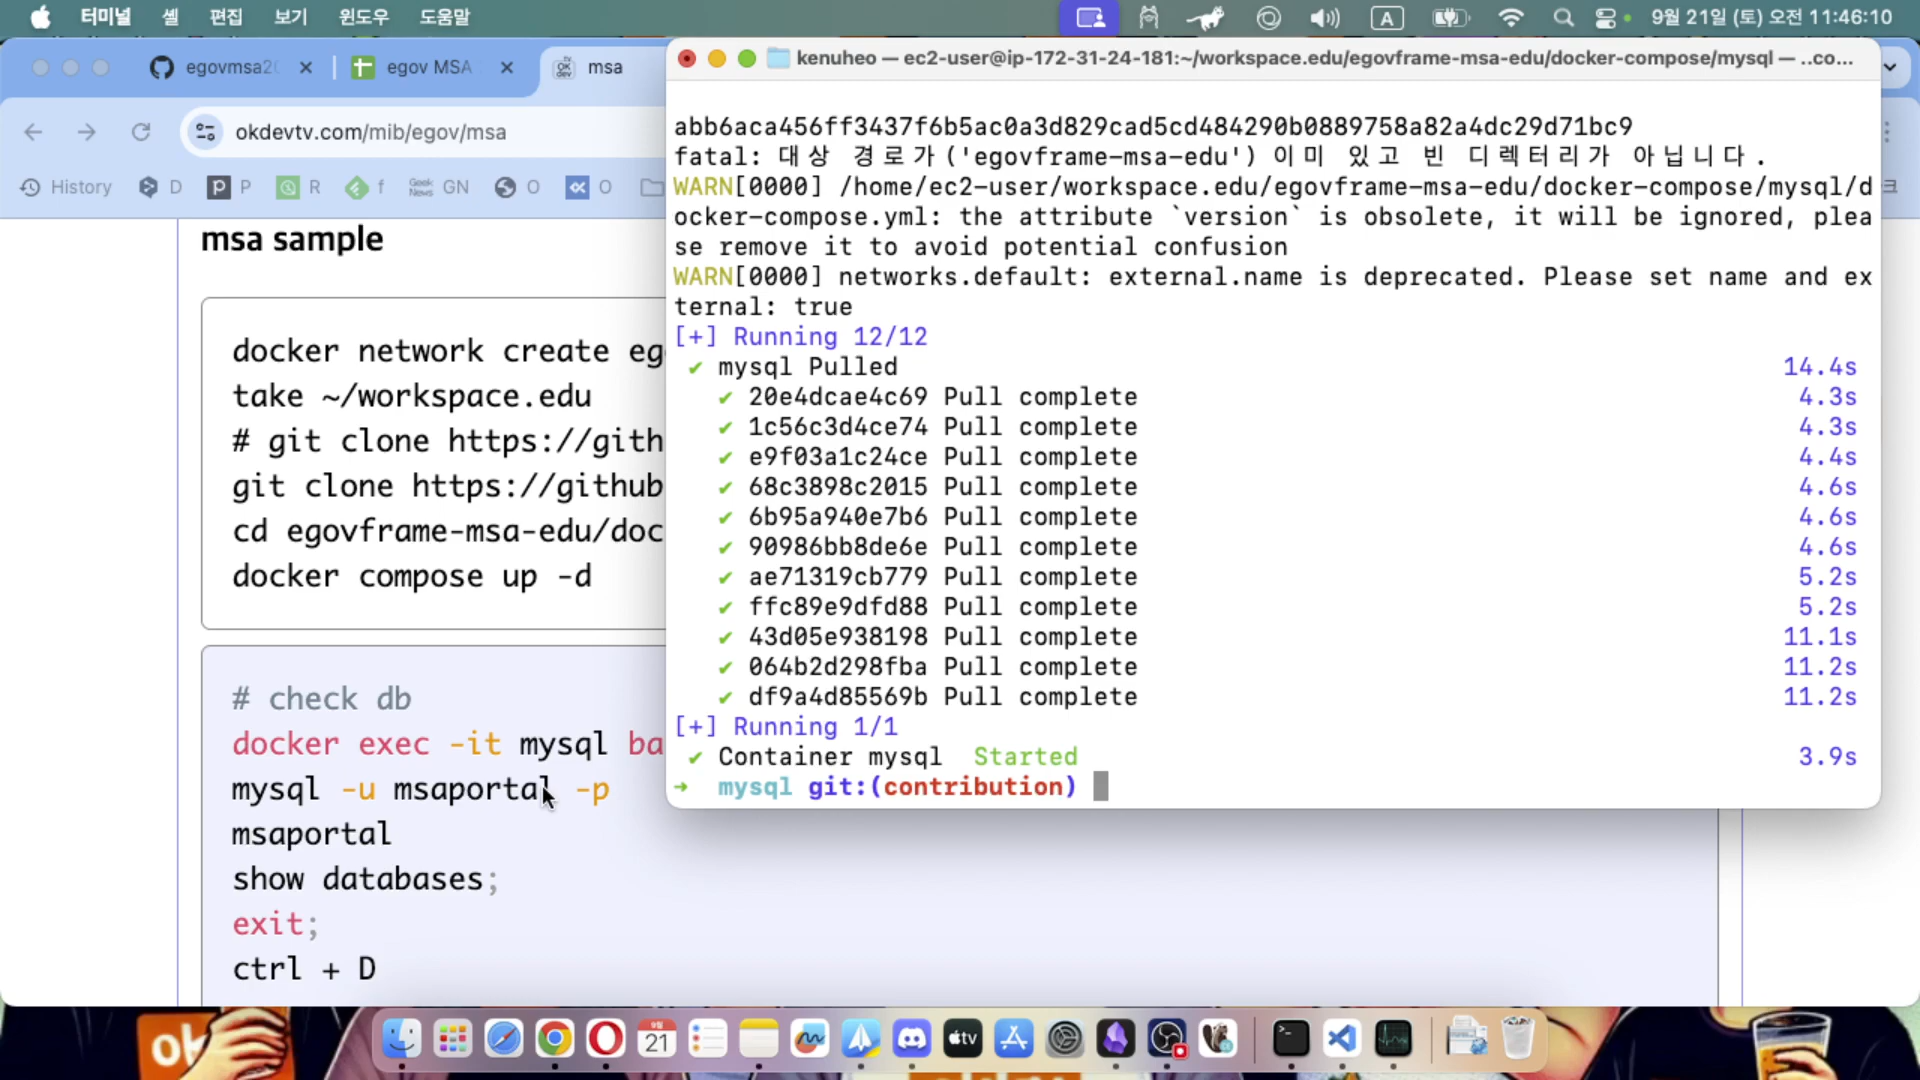 터미널 셸 편집 보기 윈도우 도움말
A
9월 21일 (토) 오전 11:46:10
egovmsa20
egov MSA
msa
okdevtv.com/mib/egov/msa
History D P R f GN O O
msa sample
docker network create eg
take ~/workspace.edu
# git clone https://gith
git clone https://github
cd egovframe-msa-edu/doc
docker compose up -d
# check db
docker exec -it mysql ba
mysql -u msaportal -p
msaportal
show databases;
exit;
ctrl + D
kenuheo — ec2-user@ip-172-31-24-181:~/workspace.edu/egovframe-msa-edu/docker-compose/mysql — ..co...
abb6aca456ff3437f6b5ac0a3d829cad5cd484290b0889758a82a4dc29d71bc9
fatal: 대상 경로가('egovframe-msa-edu') 이미 있고 빈 디렉터리가 아닙니다.
WARN[0000] /home/ec2-user/workspace.edu/egovframe-msa-edu/docker-compose/mysql/d
ocker-compose.yml: the attribute `version` is obsolete, it will be ignored, plea
se remove it to avoid potential confusion
WARN[0000] networks.default: external.name is deprecated. Please set name and ex
ternal: true
[+] Running 12/12
✔ mysql Pulled 14.4s
✔ 20e4dcae4c69 Pull complete 4.3s
✔ 1c56c3d4ce74 Pull complete 4.3s
✔ e9f03a1c24ce Pull complete 4.4s
✔ 68c3898c2015 Pull complete 4.6s
✔ 6b95a940e7b6 Pull complete 4.6s
✔ 90986bb8de6e Pull complete 4.6s
✔ ae71319cb779 Pull complete 5.2s
✔ ffc89e9dfd88 Pull complete 5.2s
✔ 43d05e938198 Pull complete 11.1s
✔ 064b2d298fba Pull complete 11.2s
✔ df9a4d85569b Pull complete 11.2s
[+] Running 1/1
✔ Container mysql Started 3.9s
➜ mysql git:(contribution)
ok
9월
21
tv